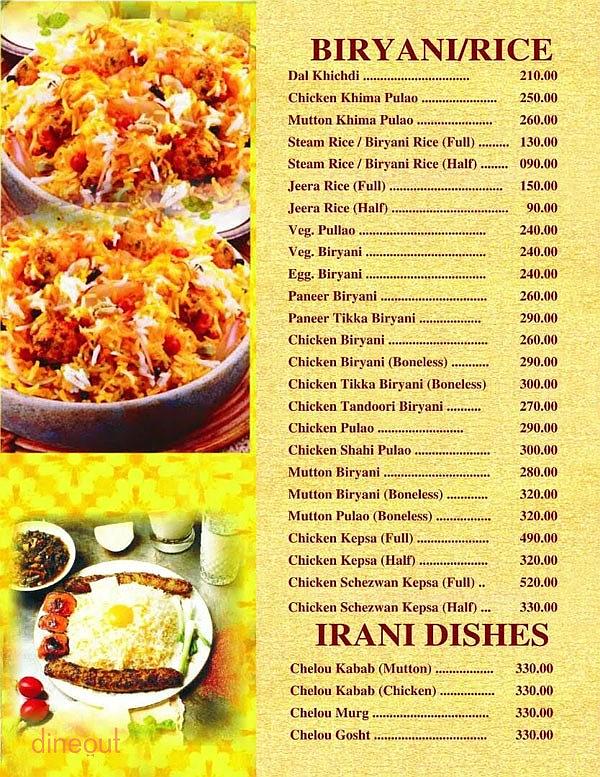 BIRYANI/RICE
Dal Khichdi ................................ 210.00
Chicken Khima Pulao ....................... 250.00
Mutton Khima Pulao ....................... 260.00
Steam Rice / Biryani Rice (Full) ......... 130.00
Steam Rice / Biryani Rice (Half) ........ 090.00
Jeera Rice (Full) .................................. 150.00
Jeera Rice (Half) ................................... 90.00
Veg. Pullao ...................................... 240.00
Veg. Biryani .................................... 240.00
Egg. Biryani .................................... 240.00
Paneer Biryani ................................ 260.00
Paneer Tikka Biryani ................... 290.00
Chicken Biryani .............................. 260.00
Chicken Biryani (Boneless) ........... 290.00
Chicken Tikka Biryani (Boneless) 300.00
Chicken Tandoori Biryani .......... 270.00
Chicken Pulao .......................... 290.00
Chicken Shahi Pulao ....................... 300.00
Mutton Biryani ................................ 280.00
Mutton Biryani (Boneless) ............ 320.00
Mutton Pulao (Boneless) ................. 320.00
Chicken Kepsa (Full) ...................... 490.00
Chicken Kepsa (Half) ..................... 320.00
Chicken Schezwan Kepsa (Full) .. 520.00
Chicken Schezwan Kepsa (Half) ... 330.00
IRANI DISHES
Chelou Kabab (Mutton) .................. 330.00
Chelou Kabab (Chicken) ................. 330.00
Chelou Murg .................................... 330.00
Chelou Gosht .................................. 330.00
dineout